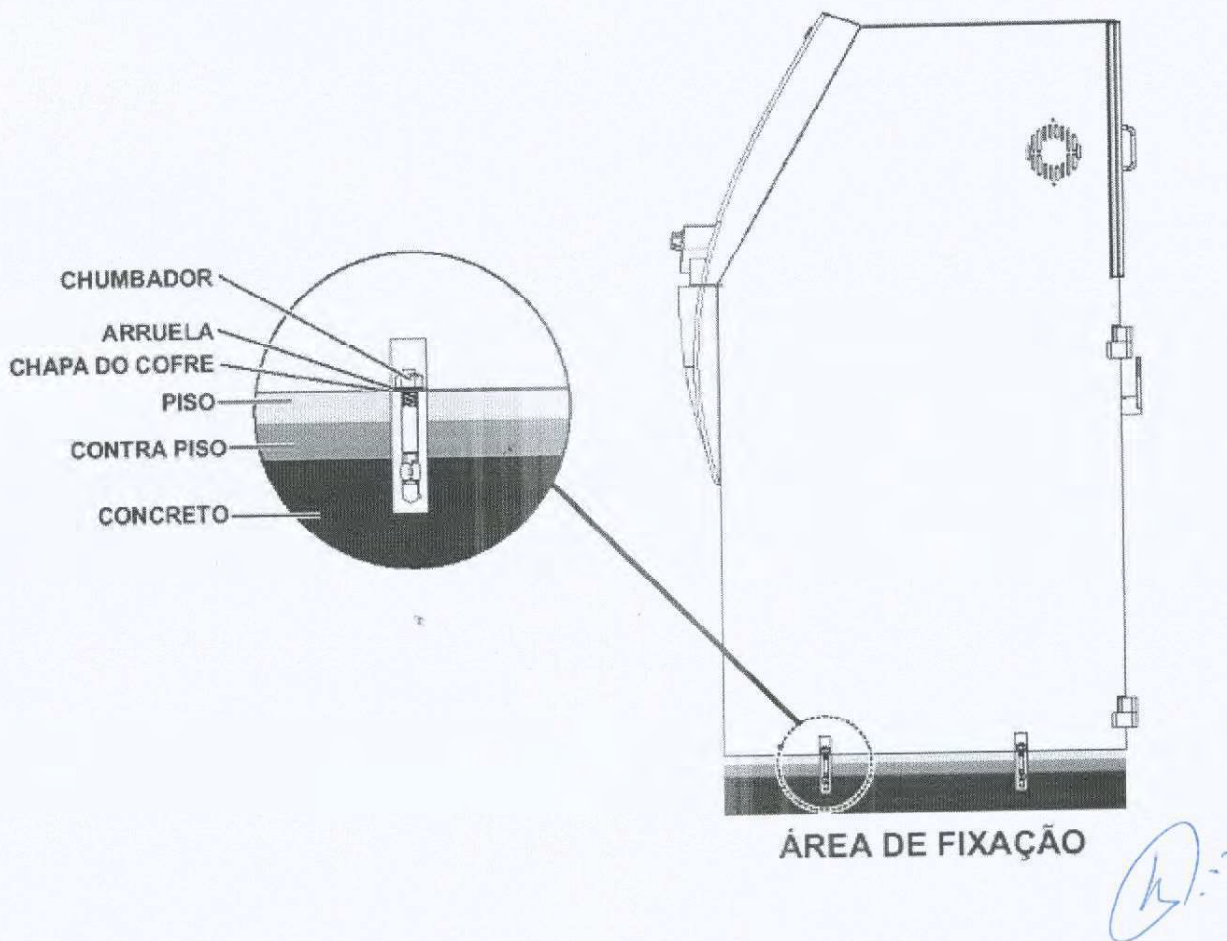 CHUMBADOR
ARRUELA
CHAPA DO COFRE
PISO
CONTRA PISO
CONCRETO
ÁREA DE FIXAÇÃO